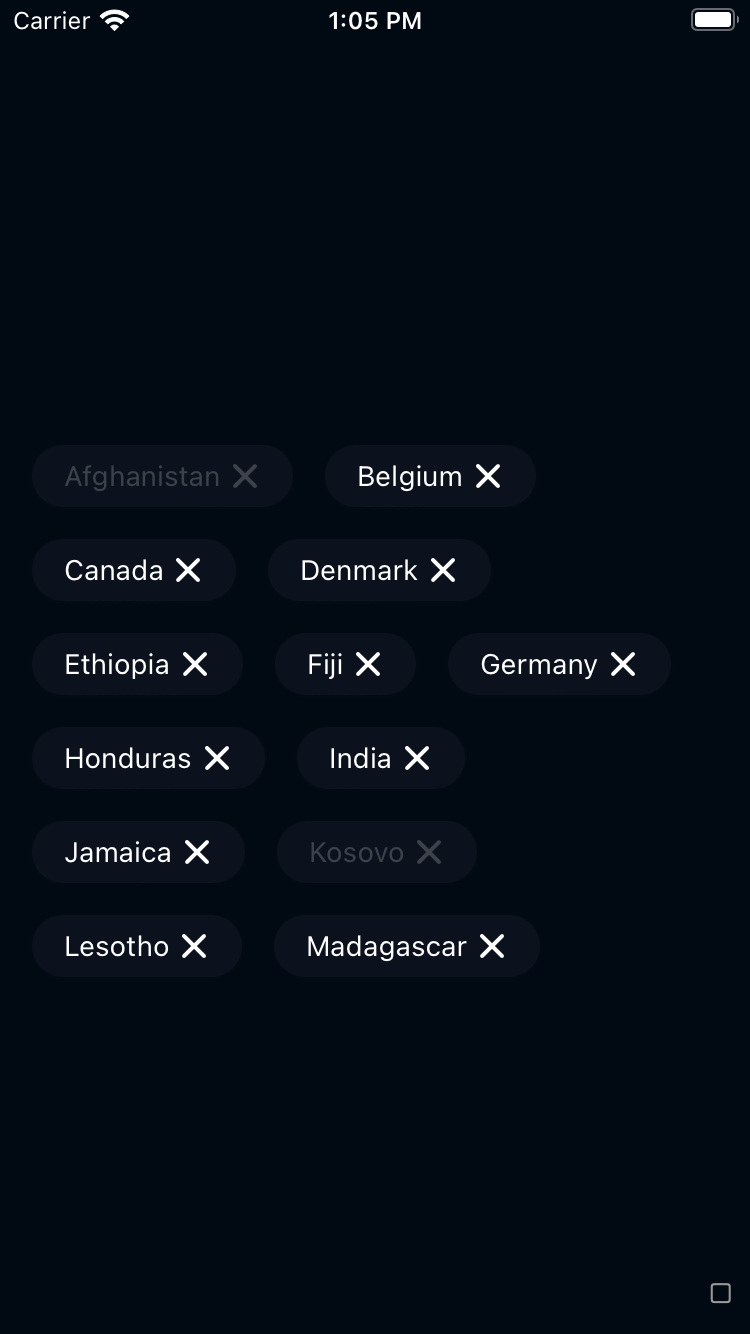 Carrier 1:05 PM
Afghanistan Belgium
Canada Denmark
Ethiopia Fiji Germany
Honduras India
Jamaica Kosovo
Lesotho Madagascar